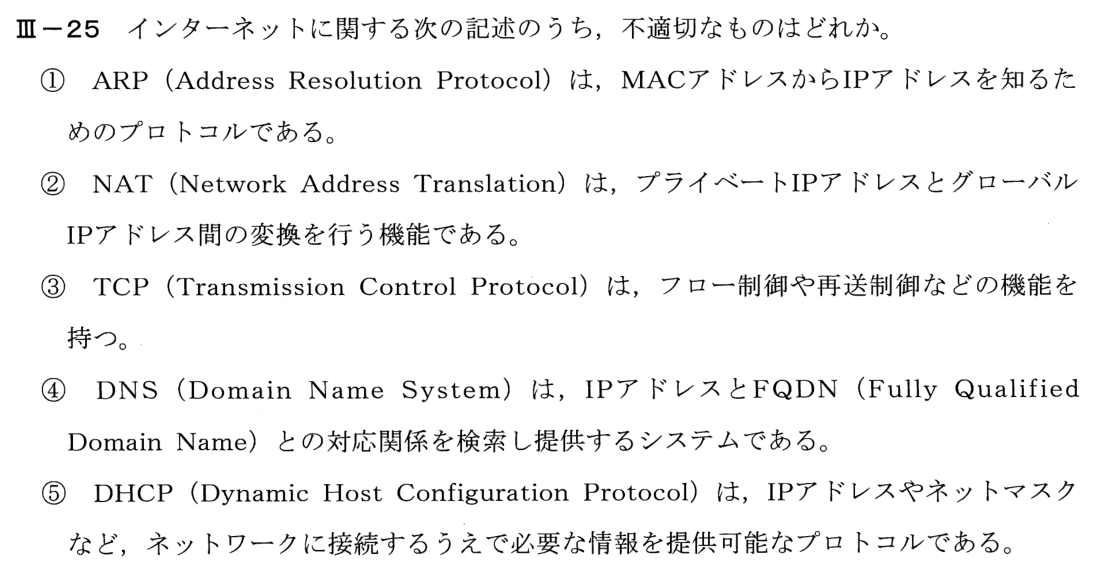 Ⅲ－25　インターネットに関する次の記述のうち，不適切なものはどれか。
①　ARP（Address Resolution Protocol）は，MACアドレスからIPアドレスを知るた
めのプロトコルである。
②　NAT（Network Address Translation）は，プライベートIPアドレスとグローバル
IPアドレス間の変換を行う機能である。
③　TCP（Transmission Control Protocol）は，フロー制御や再送制御などの機能を
持つ。
④　DNS（Domain Name System）は，IPアドレスとFQDN（Fully Qualified
Domain Name）との対応関係を検索し提供するシステムである。
⑤　DHCP（Dynamic Host Configuration Protocol）は，IPアドレスやネットマスク
など，ネットワークに接続するうえで必要な情報を提供可能なプロトコルである。